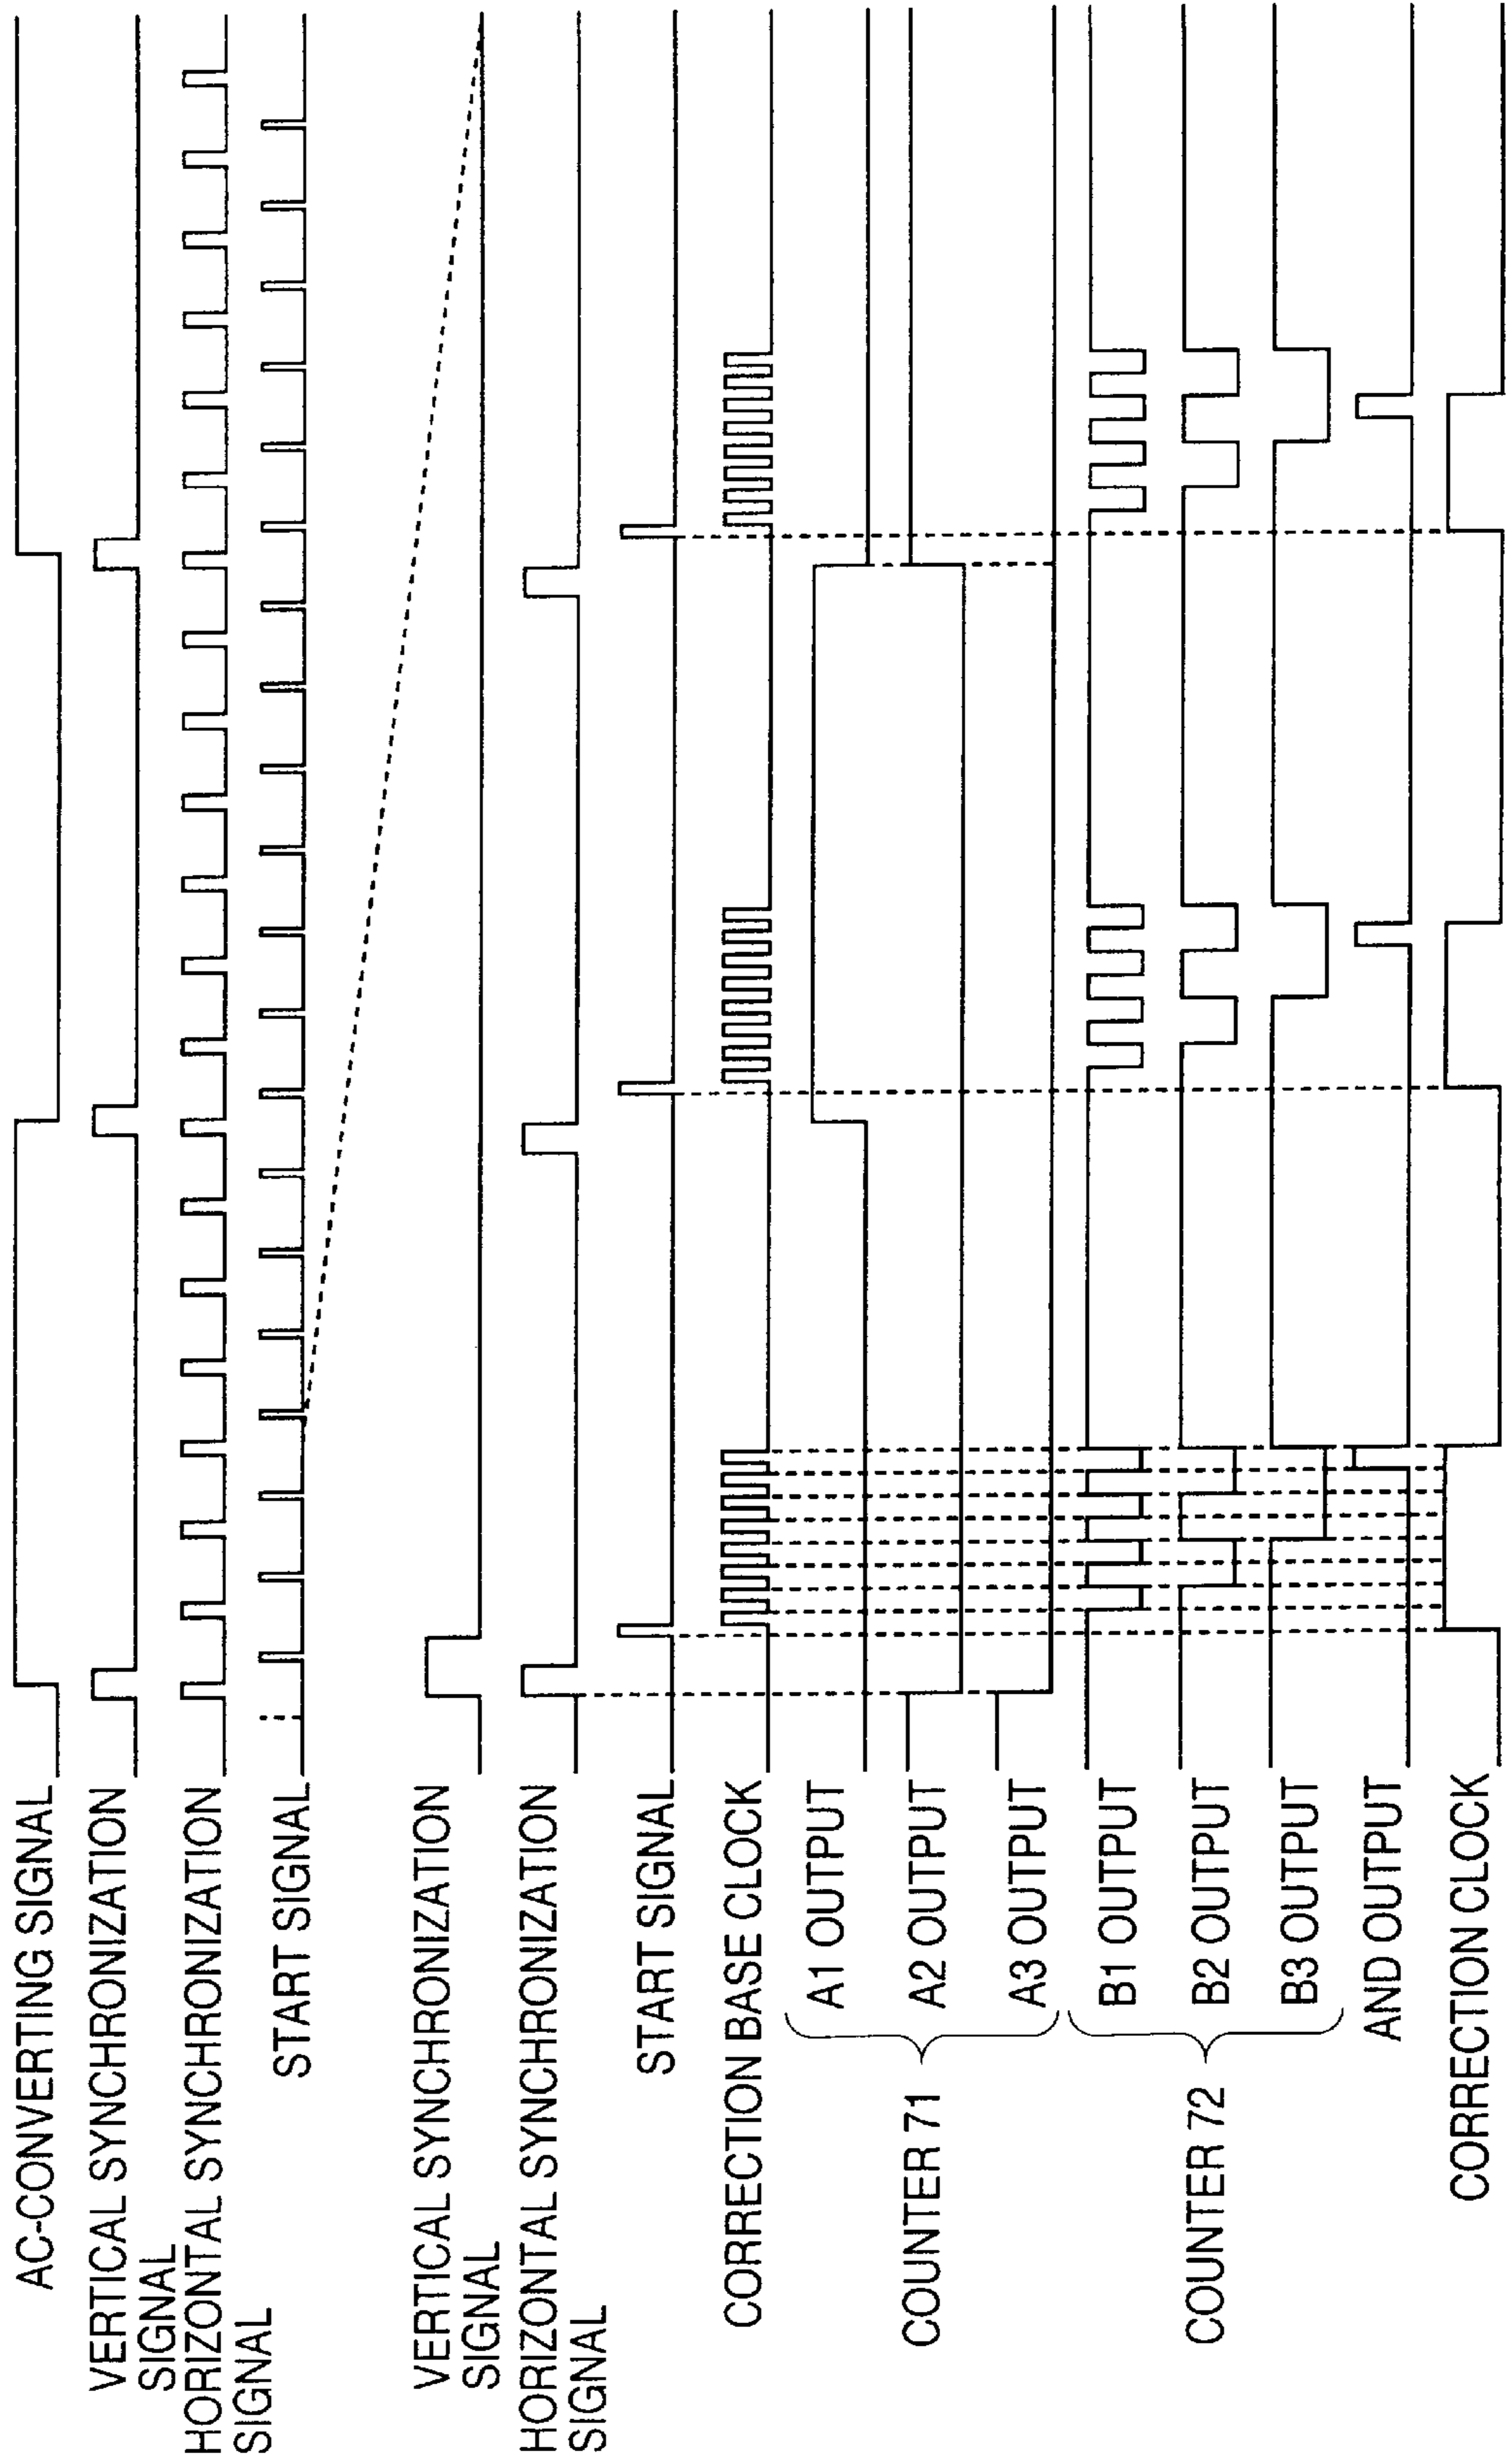 AC-CONVERTING SIGNAL
VERTICAL SYNCHRONIZATION
SIGNAL
HORIZONTAL SYNCHRONIZATION
SIGNAL
START SIGNAL
VERTICAL SYNCHRONIZATION
SIGNAL
HORIZONTAL SYNCHRONIZATION
SIGNAL
START SIGNAL
CORRECTION BASE CLOCK
COUNTER 71
A1 OUTPUT
A2 OUTPUT
A3 OUTPUT
COUNTER 72
B1 OUTPUT
B2 OUTPUT
B3 OUTPUT
AND OUTPUT
CORRECTION CLOCK